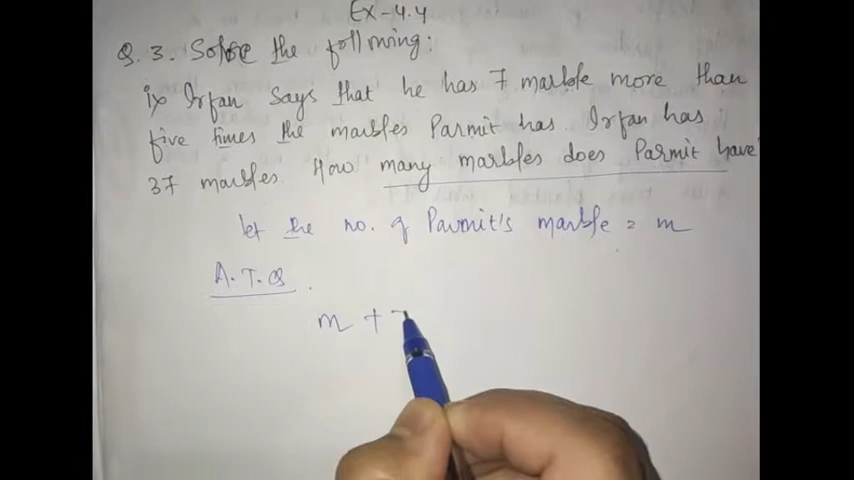 Ex-4.4
Q. 3. Solve the following:
ix Irfan says that he has 7 marble more than
five times the marbles Parmit has. Irfan has
37 marbles. How many marbles does Parmit have
let the no. of Parmit's marble = m
A.T.Q.
m +